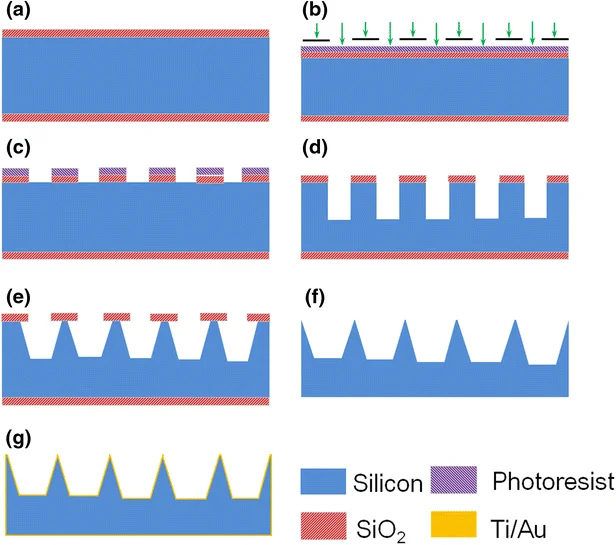 (a)
(b)
(c)
(d)
(e)
(f)
(g)
Silicon
Photoresist
SiO₂
Ti/Au